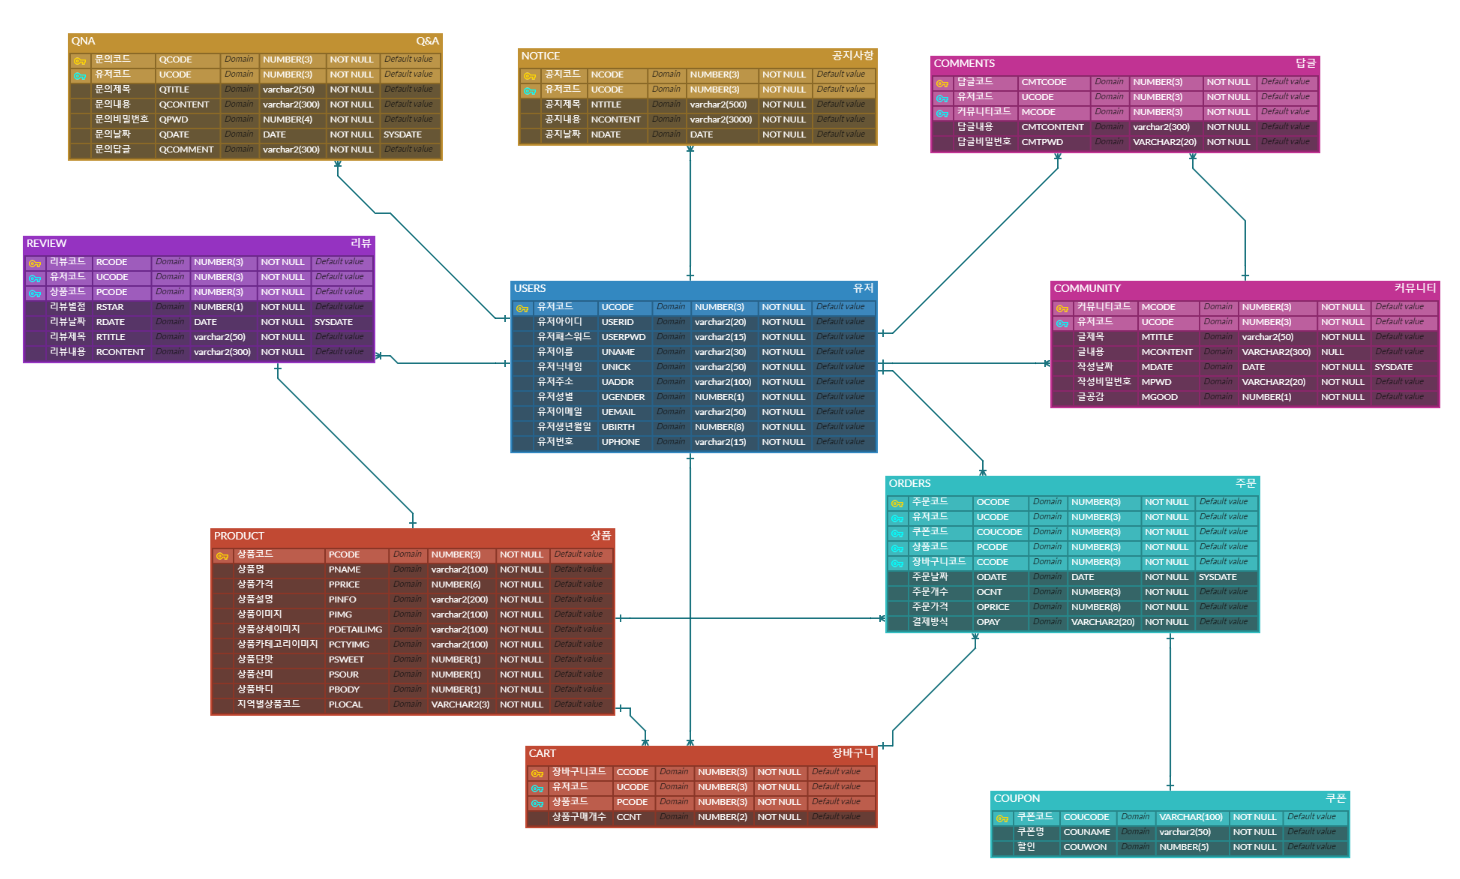 QNA Q&A
문의코드 QCODE Domain NUMBER(3) NOT NULL Default value
유저코드 UCODE Domain NUMBER(3) NOT NULL Default value
문의제목 QTITLE Domain varchar2(50) NOT NULL Default value
문의내용 QCONTENT Domain varchar2(300) NOT NULL Default value
문의비밀번호 QPWD Domain NUMBER(4) NOT NULL Default value
문의날짜 QDATE Domain DATE NOT NULL SYSDATE
문의답글 QCOMMENT Domain varchar2(300) NOT NULL Default value
NOTICE 공지사항
공지코드 NCODE Domain NUMBER(3) NOT NULL Default value
유저코드 UCODE Domain NUMBER(3) NOT NULL Default value
공지제목 NTITLE Domain varchar2(500) NOT NULL Default value
공지내용 NCONTENT Domain varchar2(3000) NOT NULL Default value
공지날짜 NDATE Domain DATE NOT NULL Default value
COMMENTS 답글
답글코드 CMTCODE Domain NUMBER(3) NOT NULL Default value
유저코드 UCODE Domain NUMBER(3) NOT NULL Default value
커뮤니티코드 MCODE Domain NUMBER(3) NOT NULL Default value
답글내용 CMTCONTENT Domain varchar2(300) NOT NULL Default value
답글비밀번호 CMTPWD Domain VARCHAR2(20) NOT NULL Default value
REVIEW 리뷰
리뷰코드 RCODE Domain NUMBER(3) NOT NULL Default value
유저코드 UCODE Domain NUMBER(3) NOT NULL Default value
상품코드 PCODE Domain NUMBER(3) NOT NULL Default value
리뷰별점 RSTAR Domain NUMBER(1) NOT NULL Default value
리뷰날짜 RDATE Domain DATE NOT NULL SYSDATE
리뷰제목 RTITLE Domain varchar2(50) NOT NULL Default value
리뷰내용 RCONTENT Domain varchar2(300) NOT NULL Default value
USERS 유저
유저코드 UCODE Domain NUMBER(3) NOT NULL Default value
유저아이디 USERID Domain varchar2(20) NOT NULL Default value
유저패스워드 USERPWD Domain varchar2(15) NOT NULL Default value
유저이름 UNAME Domain varchar2(30) NOT NULL Default value
유저닉네임 UNICK Domain varchar2(50) NOT NULL Default value
유저주소 UADDR Domain varchar2(100) NOT NULL Default value
유저성별 UGENDER Domain NUMBER(1) NOT NULL Default value
유저이메일 UEMAIL Domain varchar2(50) NOT NULL Default value
유저생년월일 UBIRTH Domain NUMBER(8) NOT NULL Default value
유저번호 UPHONE Domain varchar2(15) NOT NULL Default value
COMMUNITY 커뮤니티
커뮤니티코드 MCODE Domain NUMBER(3) NOT NULL Default value
유저코드 UCODE Domain NUMBER(3) NOT NULL Default value
글제목 MTITLE Domain varchar2(50) NOT NULL Default value
글내용 MCONTENT Domain VARCHAR2(300) NULL Default value
작성날짜 MDATE Domain DATE NOT NULL SYSDATE
작성비밀번호 MPWD Domain VARCHAR2(20) NOT NULL Default value
글공감 MGOOD Domain NUMBER(1) NOT NULL Default value
ORDERS 주문
주문코드 OCODE Domain NUMBER(3) NOT NULL Default value
유저코드 UCODE Domain NUMBER(3) NOT NULL Default value
쿠폰코드 COUCODE Domain NUMBER(3) NOT NULL Default value
상품코드 PCODE Domain NUMBER(3) NOT NULL Default value
장바구니코드 CCODE Domain NUMBER(3) NOT NULL Default value
주문날짜 ODATE Domain DATE NOT NULL SYSDATE
주문개수 OCNT Domain NUMBER(3) NOT NULL Default value
주문가격 OPRICE Domain NUMBER(8) NOT NULL Default value
결제방식 OPAY Domain VARCHAR2(20) NOT NULL Default value
PRODUCT 상품
상품코드 PCODE Domain NUMBER(3) NOT NULL Default value
상품명 PNAME Domain varchar2(100) NOT NULL Default value
상품가격 PPRICE Domain NUMBER(6) NOT NULL Default value
상품설명 PINFO Domain varchar2(200) NOT NULL Default value
상품이미지 PIMG Domain varchar2(100) NOT NULL Default value
상품상세이미지 PDETAILIMG Domain varchar2(100) NOT NULL Default value
상품카테고리이미지 PCTYIMG Domain varchar2(100) NOT NULL Default value
상품단맛 PSWEET Domain NUMBER(1) NOT NULL Default value
상품산미 PSOUR Domain NUMBER(1) NOT NULL Default value
상품바디 PBODY Domain NUMBER(1) NOT NULL Default value
지역별상품코드 PLOCAL Domain VARCHAR2(3) NOT NULL Default value
CART 장바구니
장바구니코드 CCODE Domain NUMBER(3) NOT NULL Default value
유저코드 UCODE Domain NUMBER(3) NOT NULL Default value
상품코드 PCODE Domain NUMBER(3) NOT NULL Default value
상품구매개수 CCNT Domain NUMBER(2) NOT NULL Default value
COUPON 쿠폰
쿠폰코드 COUCODE Domain VARCHAR(100) NOT NULL Default value
쿠폰명 COUNAME Domain varchar2(50) NOT NULL Default value
할인 COUWON Domain NUMBER(5) NOT NULL Default value